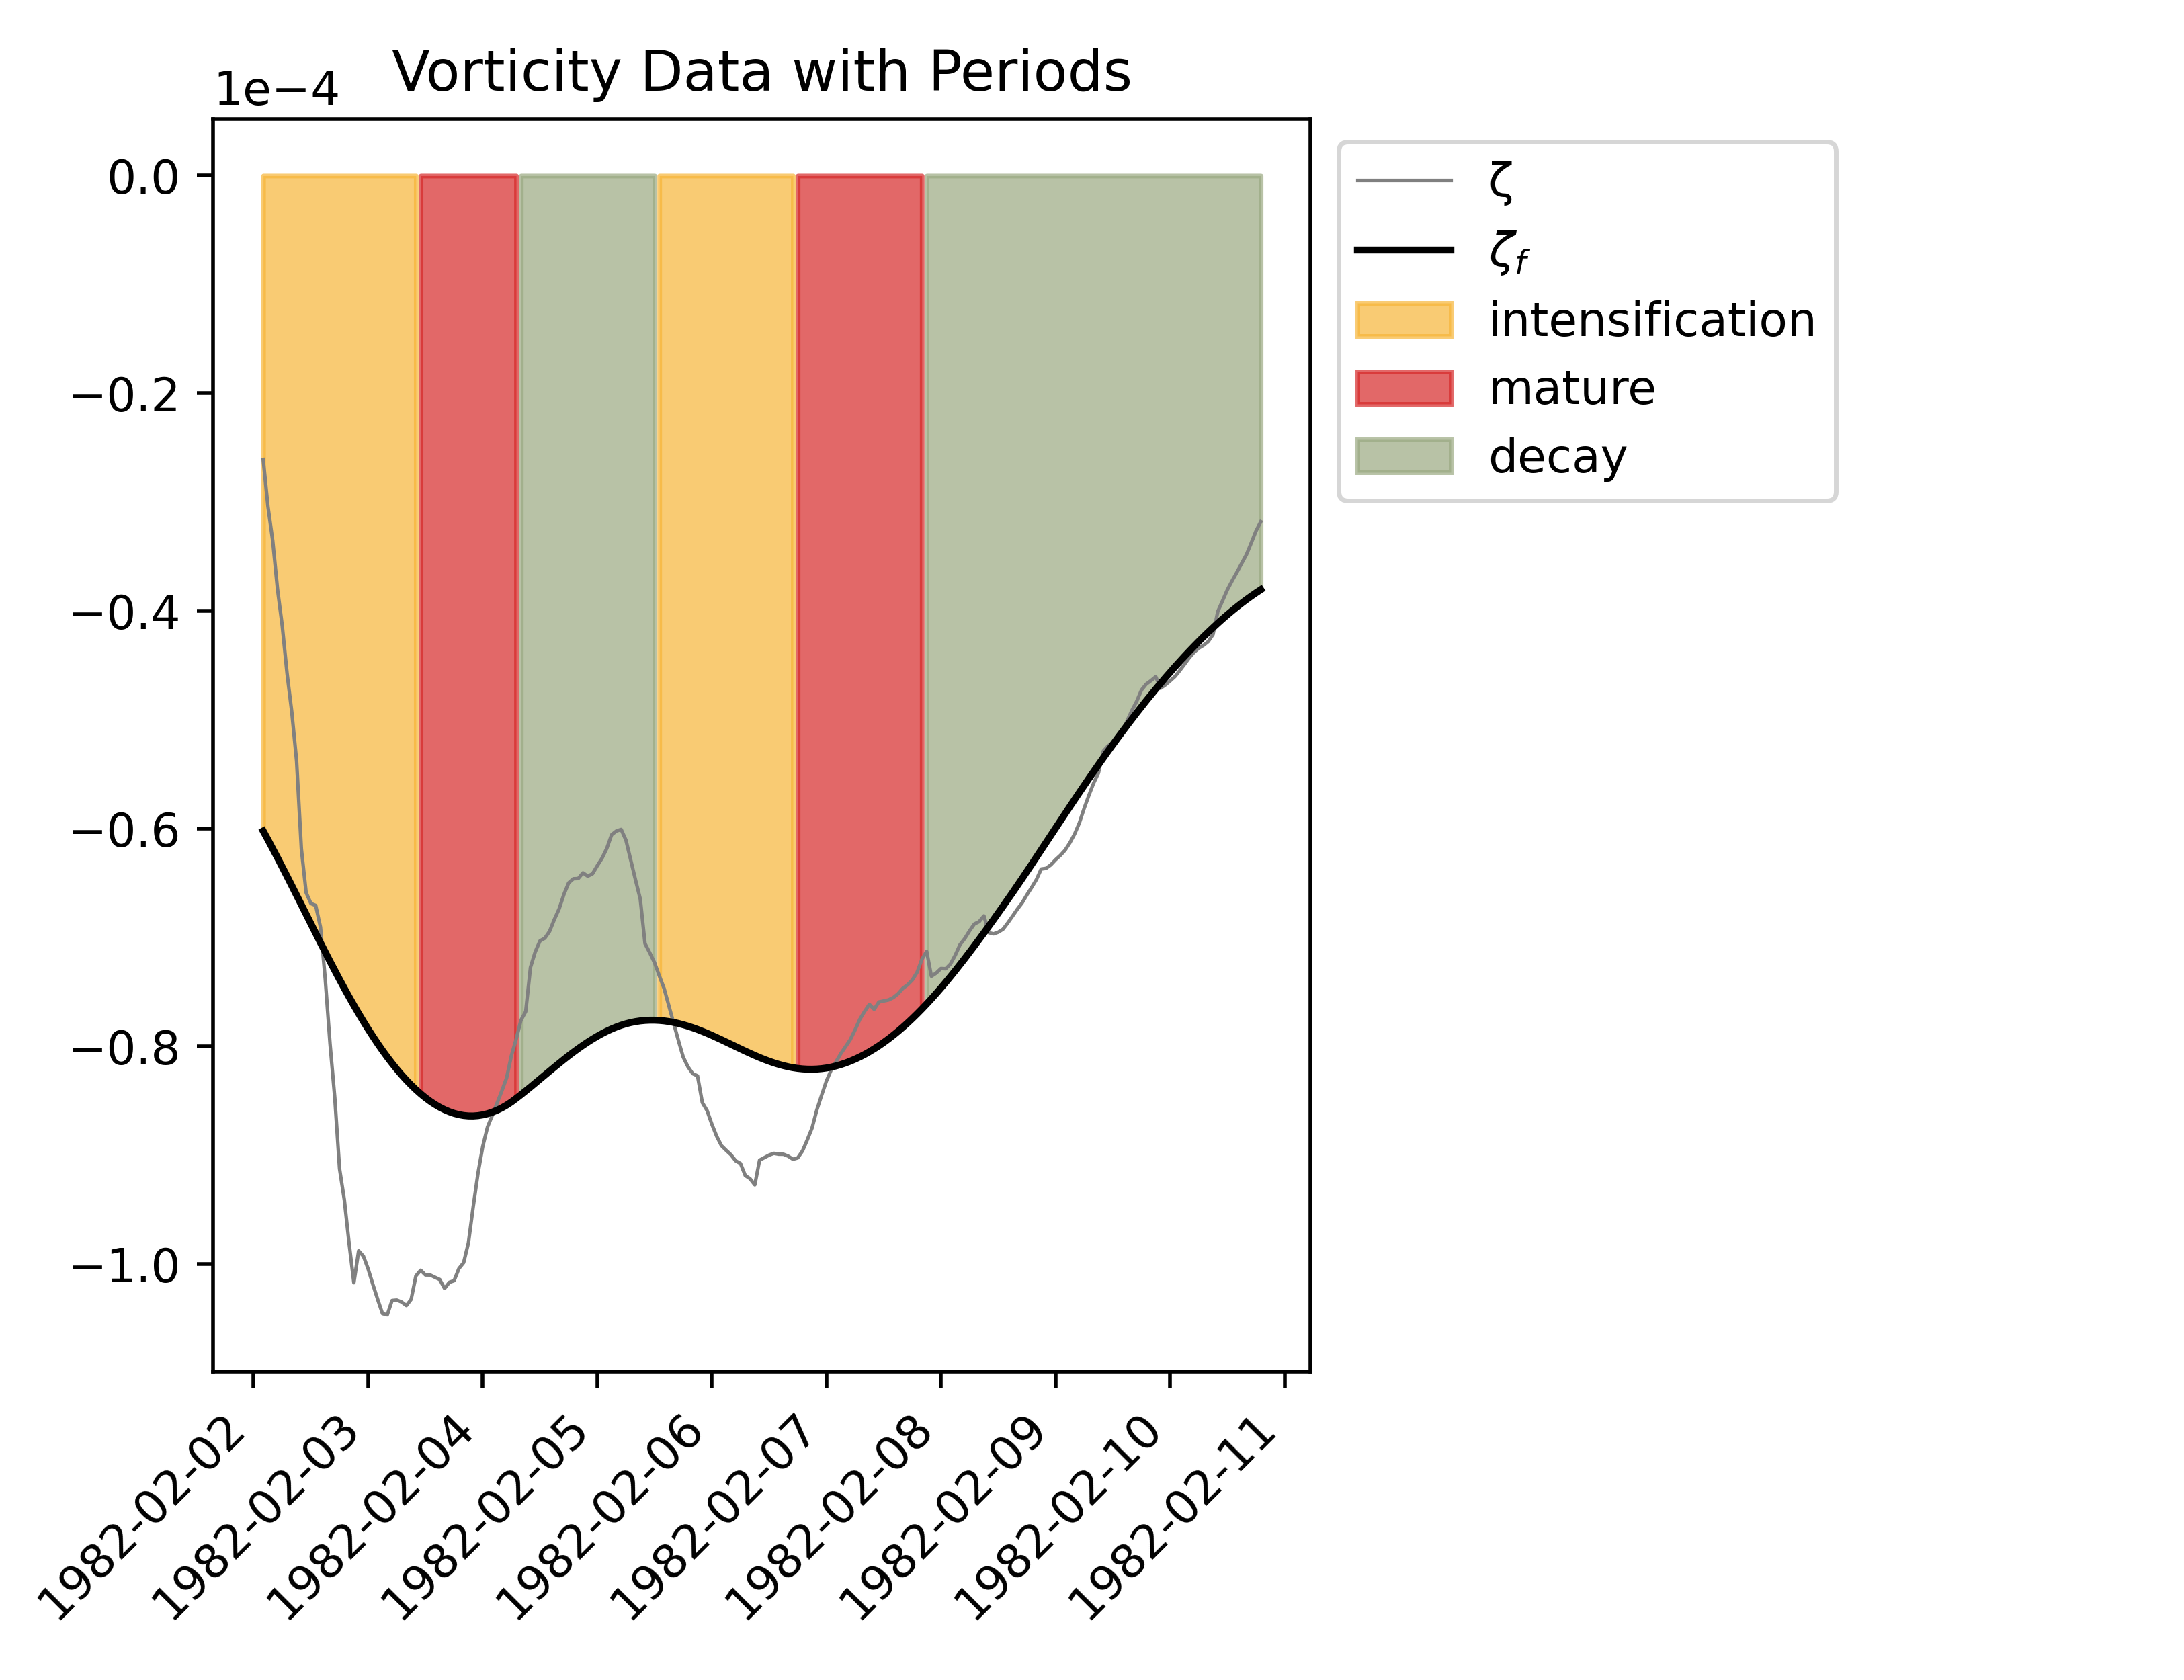 Vorticity Data with Periods
1e−4
0.0
−0.2
−0.4
−0.6
−0.8
−1.0
1982-02-02
1982-02-03
1982-02-04
1982-02-05
1982-02-06
1982-02-07
1982-02-08
1982-02-09
1982-02-10
1982-02-11
ζ
ζf
intensification
mature
decay